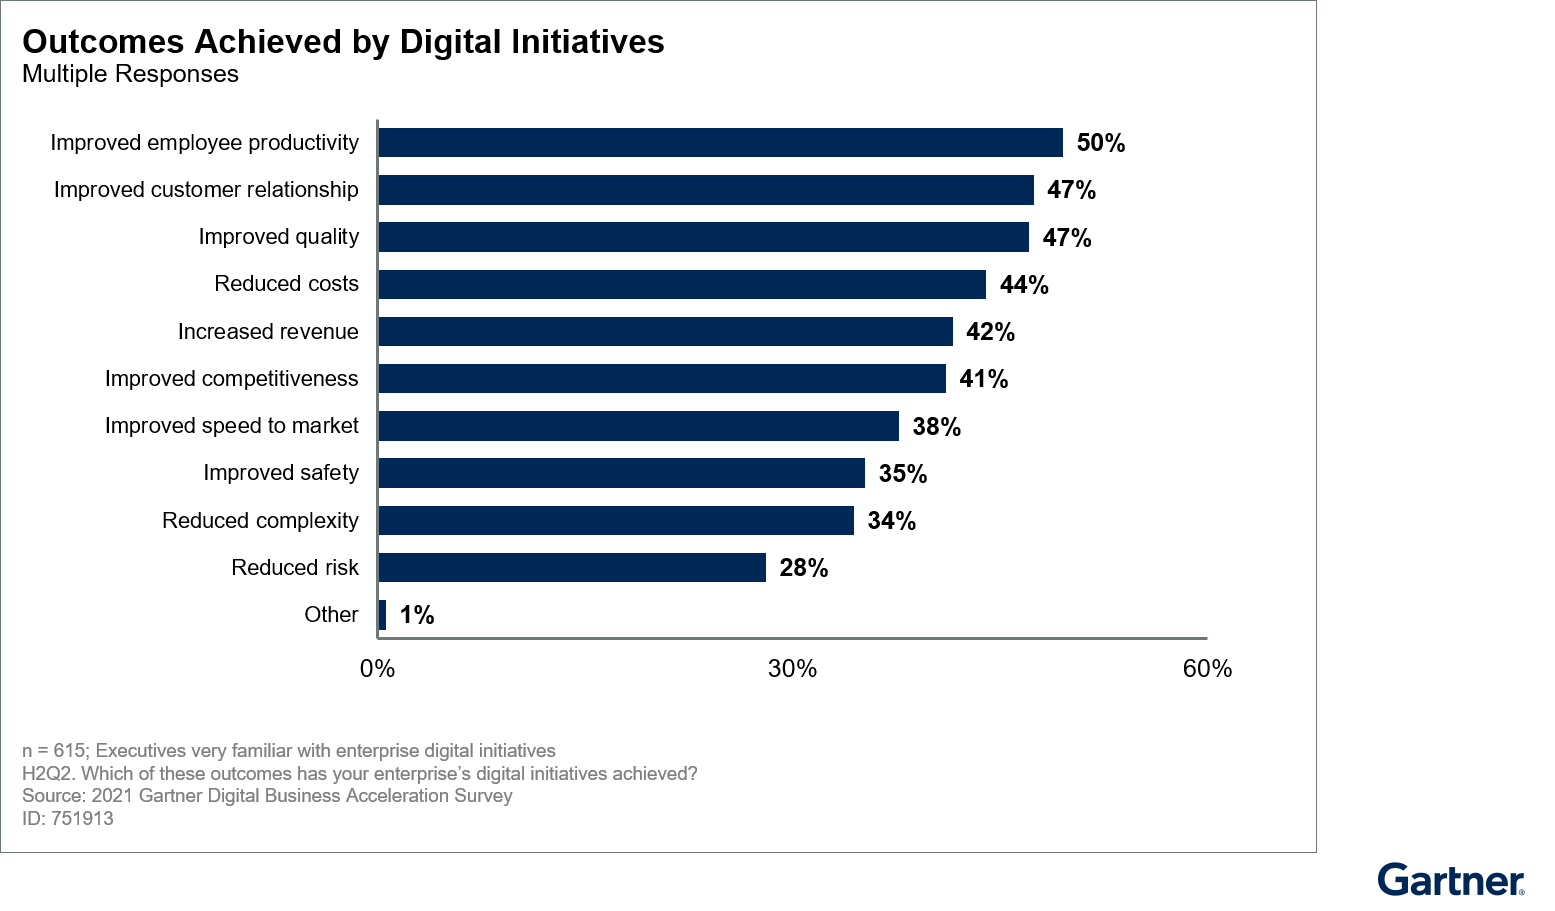 Outcomes Achieved by Digital Initiatives
Multiple Responses
Improved employee productivity 50%
Improved customer relationship 47%
Improved quality 47%
Reduced costs 44%
Increased revenue 42%
Improved competitiveness 41%
Improved speed to market 38%
Improved safety 35%
Reduced complexity 34%
Reduced risk 28%
Other 1%
0% 30% 60%
n = 615; Executives very familiar with enterprise digital initiatives
H2Q2. Which of these outcomes has your enterprise’s digital initiatives achieved?
Source: 2021 Gartner Digital Business Acceleration Survey
ID: 751913
Gartner®